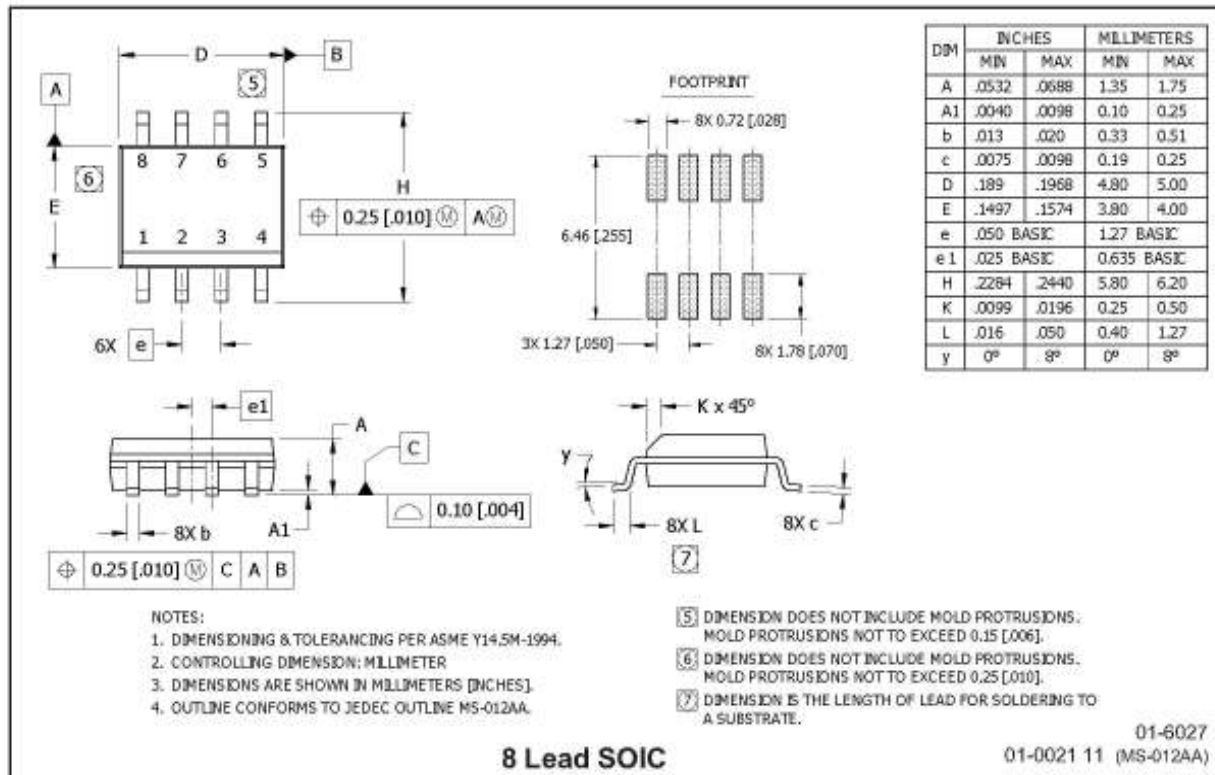 D
B
A
5
8 7 6 5
6
E
H
⌖ 0.25 [.010] Ⓜ A Ⓜ
1 2 3 4
6X e
FOOTPRINT
8X 0.72 [.028]
6.46 [.255]
3X 1.27 [.050]
8X 1.78 [.070]
DIM INCHES MILLIMETERS
MIN MAX MIN MAX
A .0532 .0688 1.35 1.75
A1 .0040 .0098 0.10 0.25
b .013 .020 0.33 0.51
c .0075 .0098 0.19 0.25
D .189 .1968 4.80 5.00
E .1497 .1574 3.80 4.00
e .050 BASIC 1.27 BASIC
e 1 .025 BASIC 0.635 BASIC
H .2284 .2440 5.80 6.20
K .0099 .0196 0.25 0.50
L .016 .050 0.40 1.27
y 0° 8° 0° 8°
e1
A
C
0.10 [.004]
A1
8X b
⌖ 0.25 [.010] Ⓜ C A B
K x 45°
y
8X L
8X c
7
NOTES:
1. DIMENSIONING & TOLERANCING PER ASME Y14.5M-1994.
2. CONTROLLING DIMENSION: MILLIMETER
3. DIMENSIONS ARE SHOWN IN MILLIMETERS [INCHES].
4. OUTLINE CONFORMS TO JEDEC OUTLINE MS-012AA.
5 DIMENSION DOES NOT INCLUDE MOLD PROTRUSIONS.
MOLD PROTRUSIONS NOT TO EXCEED 0.15 [.006].
6 DIMENSION DOES NOT INCLUDE MOLD PROTRUSIONS.
MOLD PROTRUSIONS NOT TO EXCEED 0.25 [.010].
7 DIMENSION IS THE LENGTH OF LEAD FOR SOLDERING TO
A SUBSTRATE.
8 Lead SOIC
01-6027
01-0021 11 (MS-012AA)